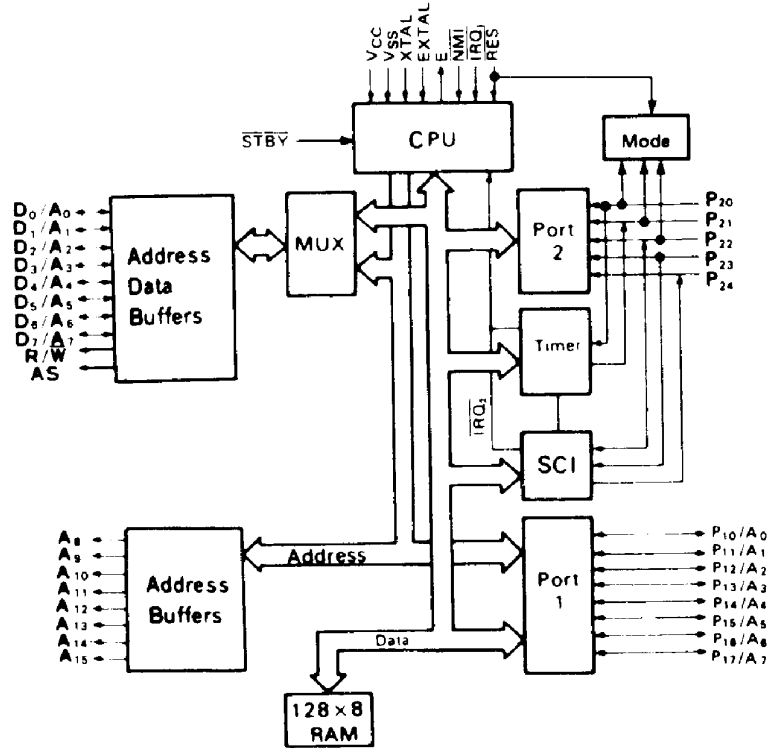 VCC
VSS
XTAL
EXTAL
E
NMI
IRQ1
RES
STBY
CPU
Mode
D0/A0
D1/A1
D2/A2
D3/A3
D4/A4
D5/A5
D6/A6
D7/A7
R/W
AS
Address
Data
Buffers
MUX
Port
2
P20
P21
P22
P23
P24
Timer
IRQ2
SCI
A8
A9
A10
A11
A12
A13
A14
A15
Address
Buffers
Address
Port
1
P10/A0
P11/A1
P12/A2
P13/A3
P14/A4
P15/A5
P16/A6
P17/A7
Data
128×8
RAM